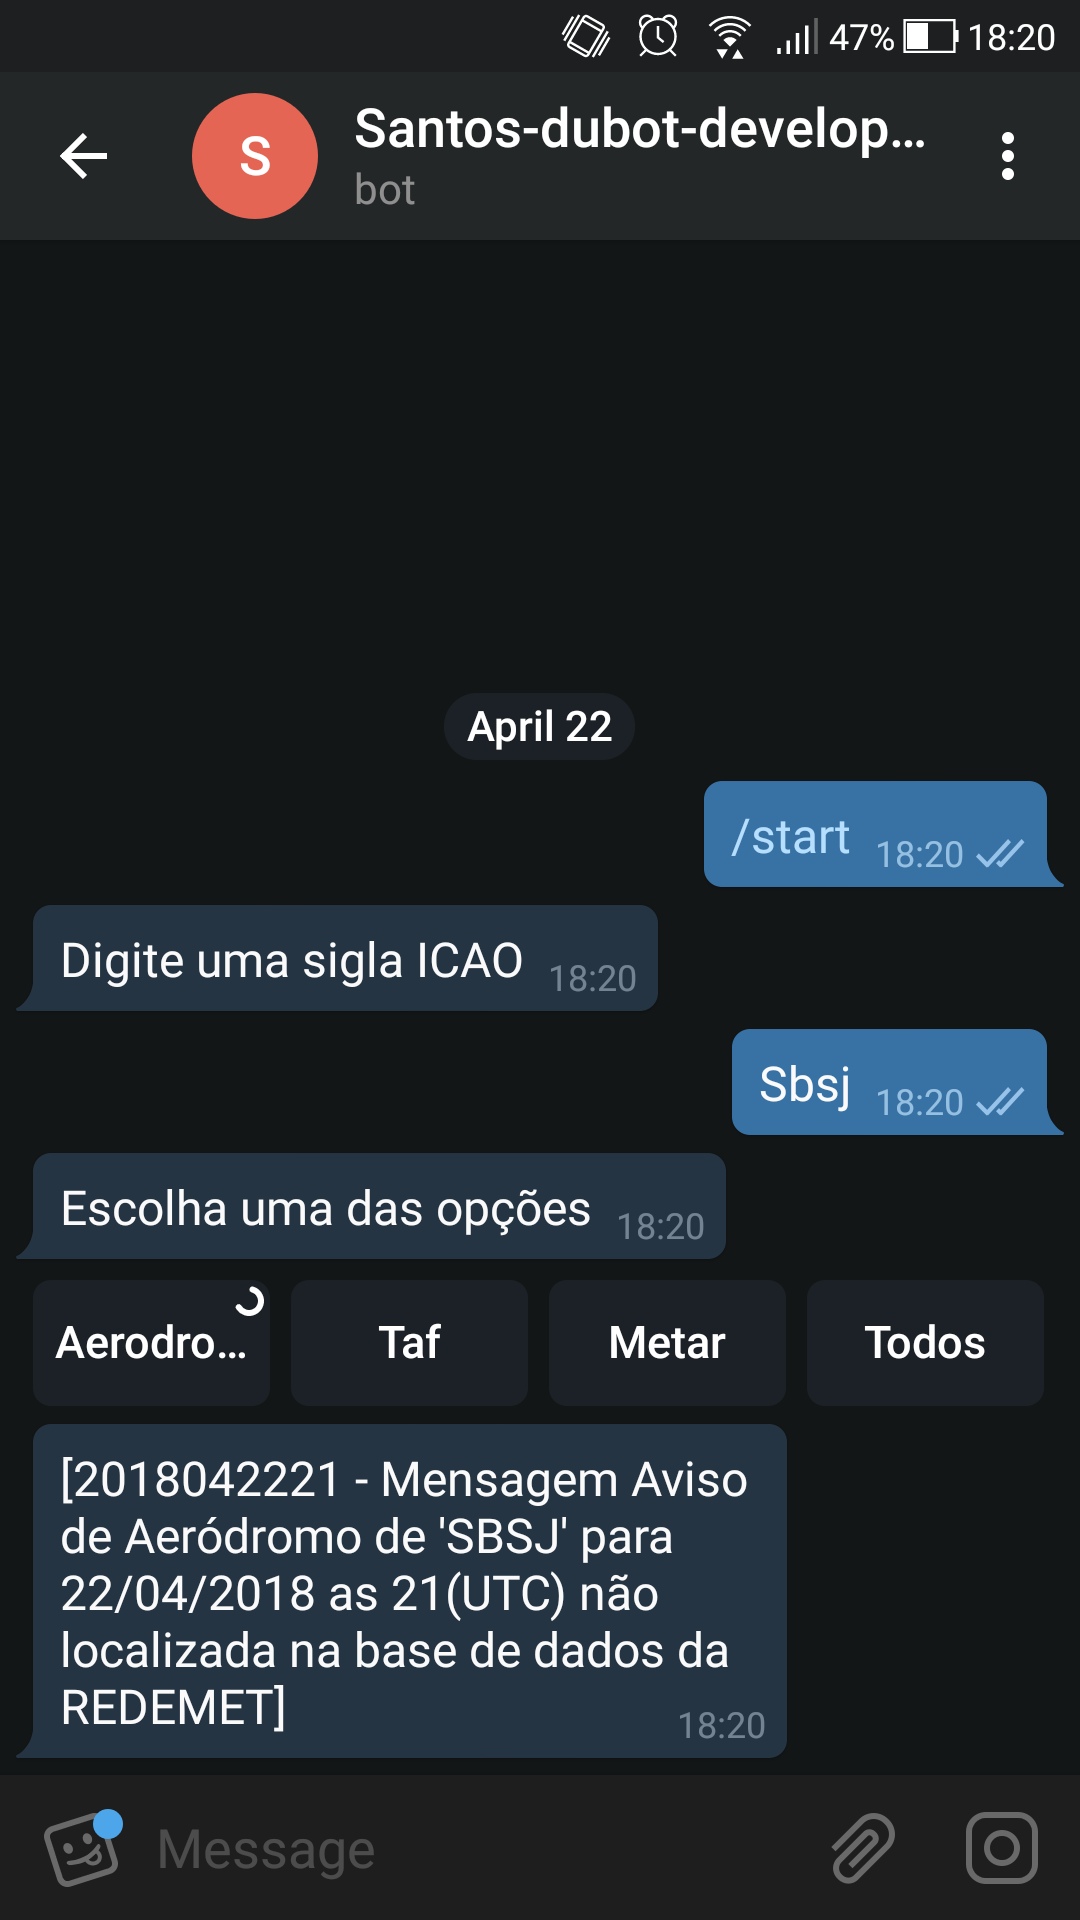 47% 18:20
S
Santos-dubot-develop...
bot
April 22
/start 18:20
Digite uma sigla ICAO 18:20
Sbsj 18:20
Escolha uma das opções 18:20
Aerodro... Taf Metar Todos
[2018042221 - Mensagem Aviso
de Aeródromo de 'SBSJ' para
22/04/2018 as 21(UTC) não
localizada na base de dados da
REDEMET] 18:20
Message